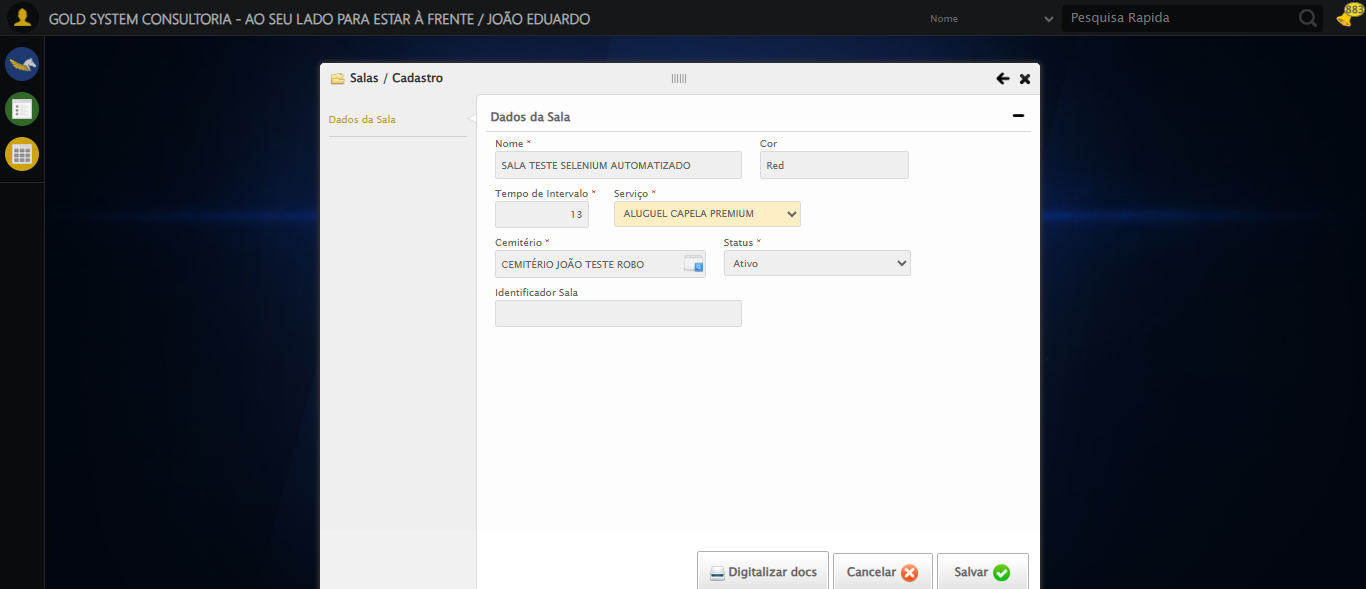 GOLD SYSTEM CONSULTORIA - AO SEU LADO PARA ESTAR À FRENTE / JOÃO EDUARDO
Nome
Pesquisa Rapida
883
Salas / Cadastro
Dados da Sala
Dados da Sala
Nome * Cor
SALA TESTE SELENIUM AUTOMATIZADO Red
Tempo de Intervalo * Serviço *
13 ALUGUEL CAPELA PREMIUM
Cemitério * Status *
CEMITÉRIO JOÃO TESTE ROBO Ativo
Identificador Sala
Digitalizar docs Cancelar Salvar